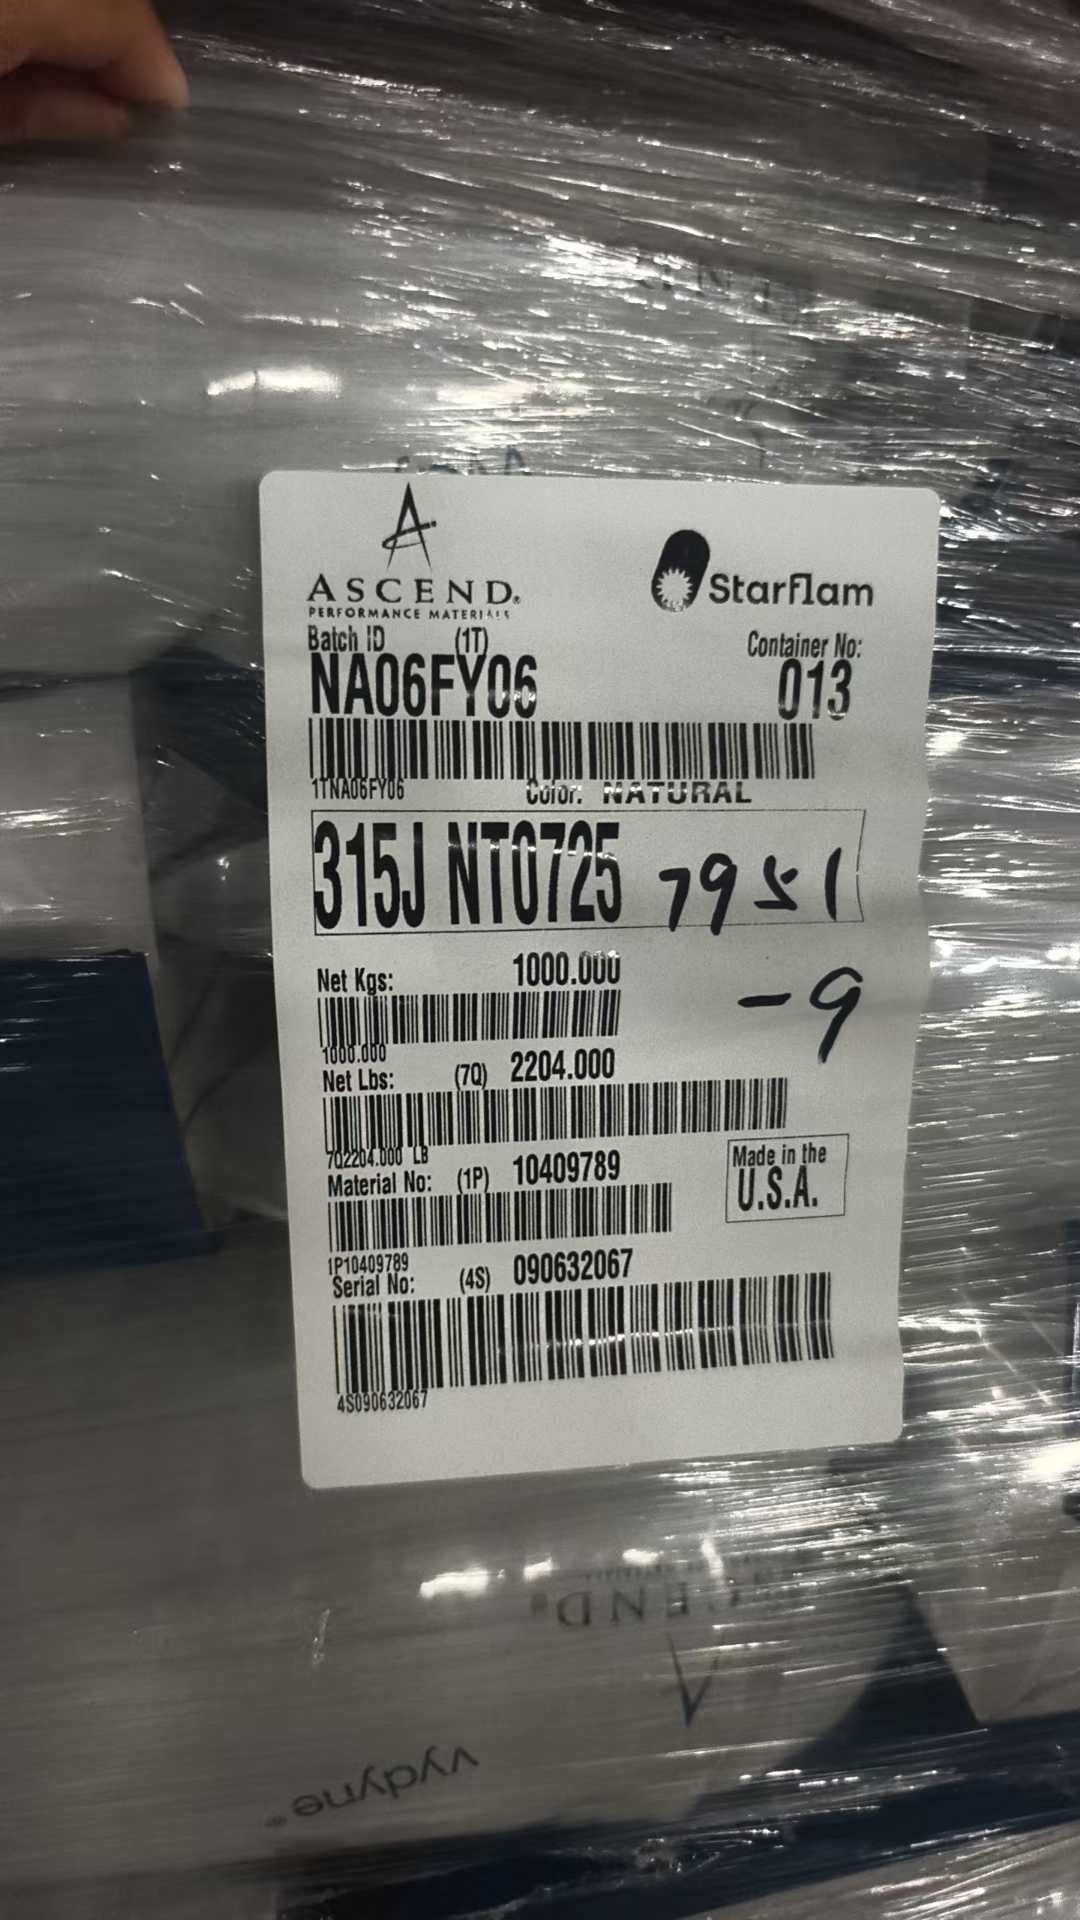 ASCEND®
PERFORMANCE MATERIALS
Starflam
Batch ID (1T)
NA06FY06
Container No:
013
1TNA06FY06
Color: NATURAL
315J NT0725 7951
-9
Net Kgs: 1000.000
1000.000
Net Lbs: (7Q) 2204.000
7Q2204.000 LB
Material No: (1P) 10409789
Made in the
U.S.A.
1P10409789
Serial No: (4S) 090632067
4S090632067
ASCEND®
vydyne®